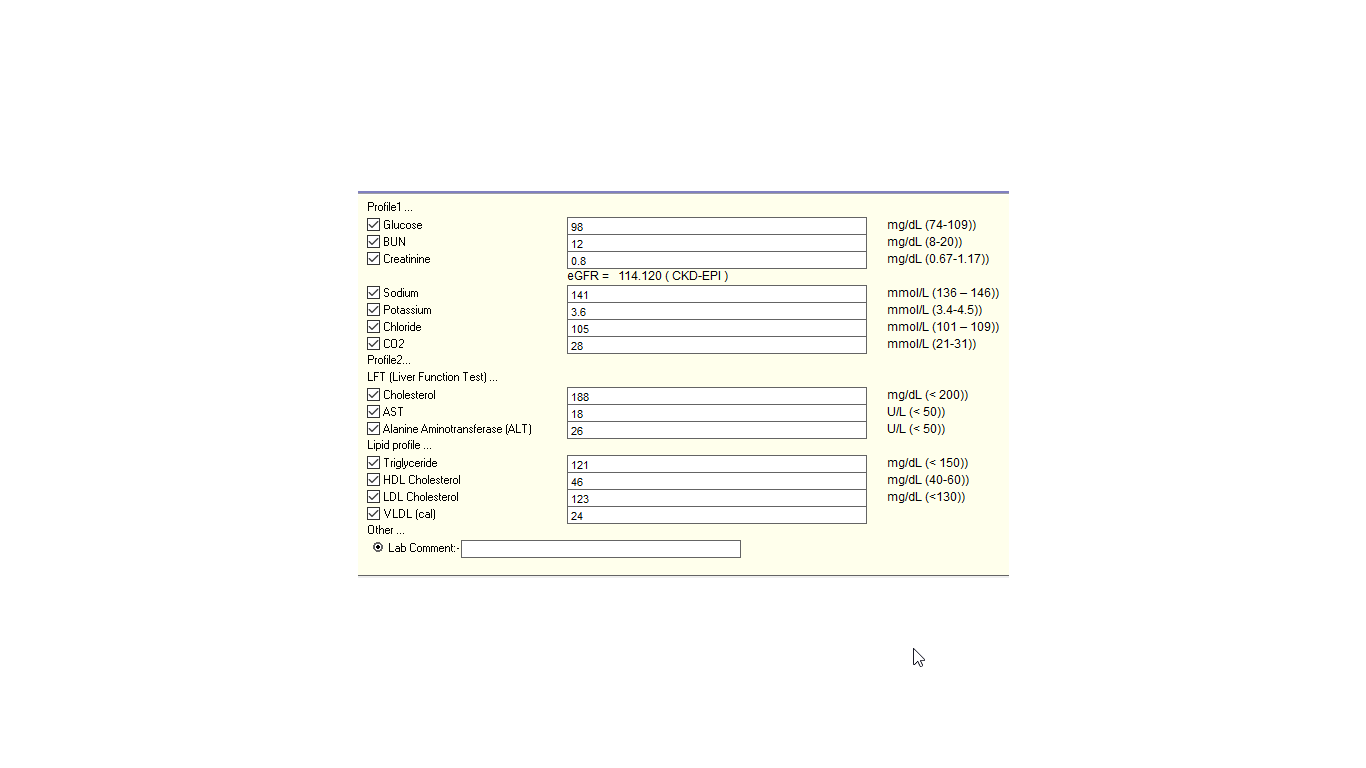 Profile1 ...
Glucose 98 mg/dL (74-109))
BUN 12 mg/dL (8-20))
Creatinine 0.8 mg/dL (0.67-1.17))
eGFR = 114.120 ( CKD-EPI )
Sodium 141 mmol/L (136 – 146))
Potassium 3.6 mmol/L (3.4-4.5))
Chloride 105 mmol/L (101 – 109))
CO2 28 mmol/L (21-31))
Profile2...
LFT (Liver Function Test) ...
Cholesterol 188 mg/dL (< 200))
AST 18 U/L (< 50))
Alanine Aminotransferase (ALT) 26 U/L (< 50))
Lipid profile ...
Triglyceride 121 mg/dL (< 150))
HDL Cholesterol 46 mg/dL (40-60))
LDL Cholesterol 123 mg/dL (<130))
VLDL (cal) 24
Other ...
Lab Comment:-